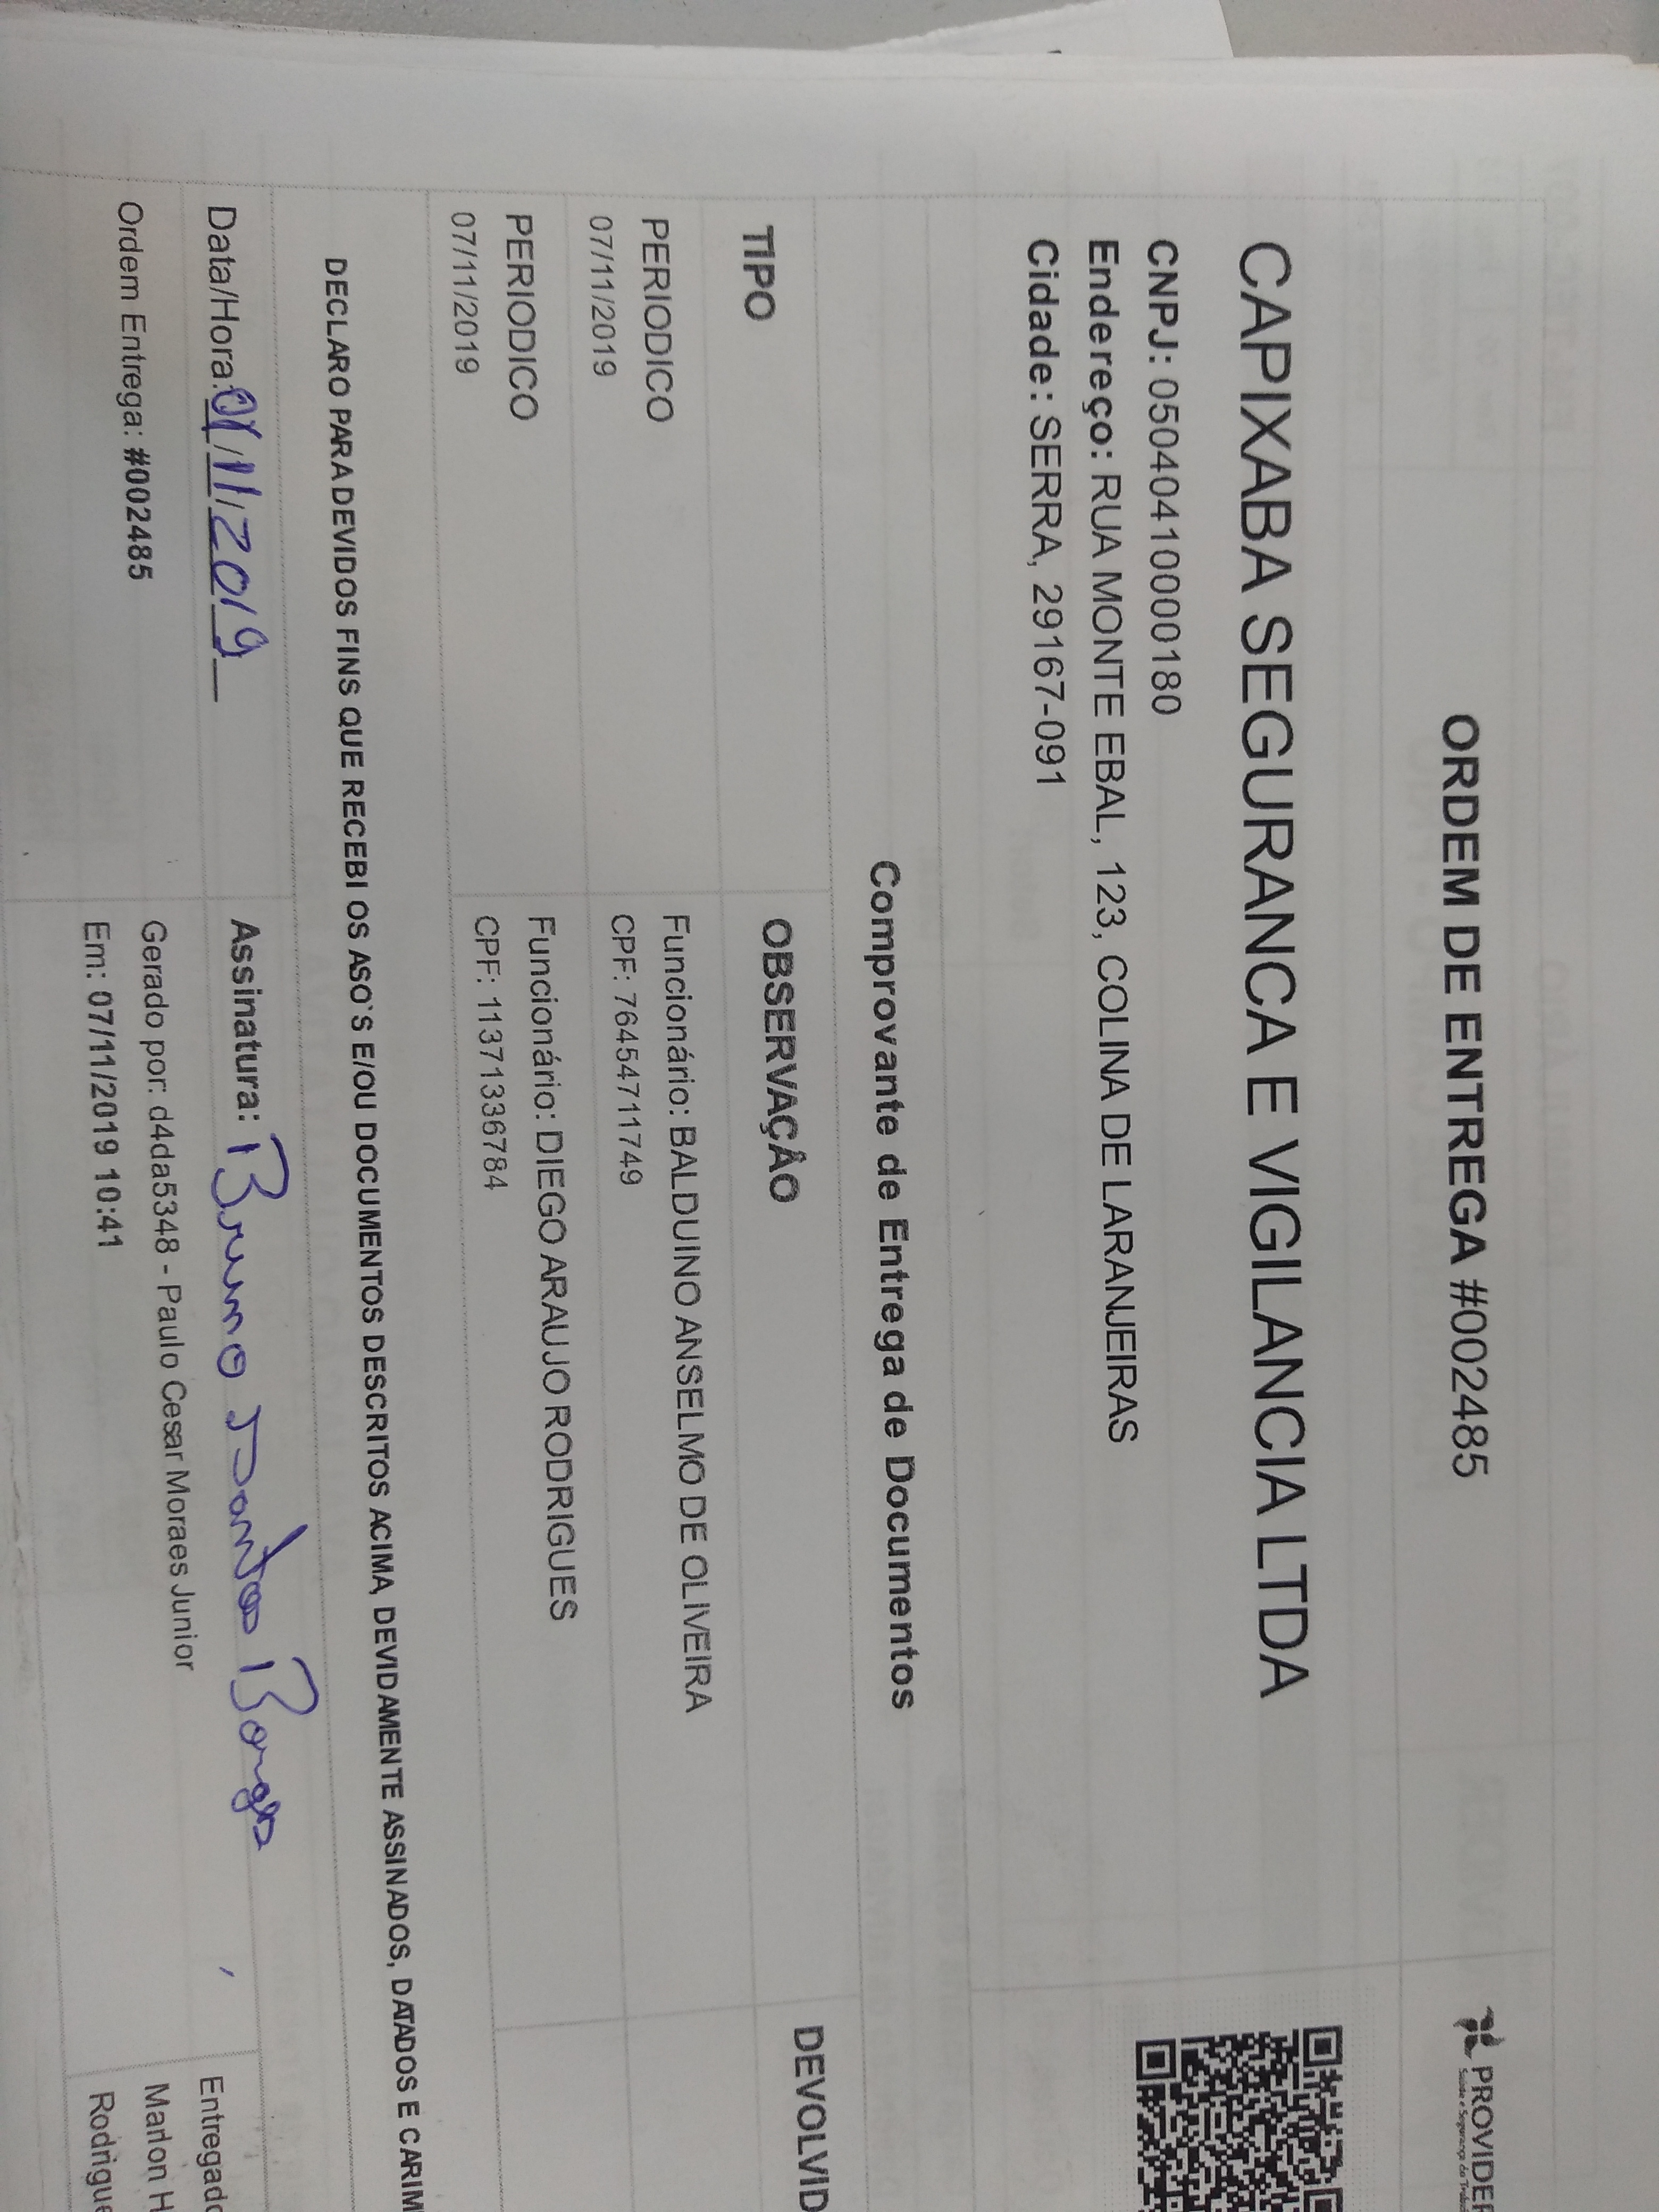 ORDEM DE ENTREGA #002485
PROVIDER
Saúde e Segurança do Trabal
CAPIXABA SEGURANCA E VIGILANCIA LTDA
CNPJ: 05040410000180
Endereço: RUA MONTE EBAL, 123, COLINA DE LARANJEIRAS
Cidade: SERRA, 29167-091
Comprovante de Entrega de Documentos
TIPO OBSERVAÇÃO DEVOLVID
PERIODICO Funcionário: BALDUINO ANSELMO DE OLIVEIRA
07/11/2019 CPF: 76454711749
PERIODICO Funcionário: DIEGO ARAUJO RODRIGUES
07/11/2019 CPF: 11371336784
DECLARO PARA DEVIDOS FINS QUE RECEBI OS ASO`S E/OU DOCUMENTOS DESCRITOS ACIMA, DEVIDAMENTE ASSINADOS, DATADOS E CARIM
Data/Hora: /11/2019 Assinatura: Bruno Borges Entregado
Ordem Entrega: #002485 Gerado por: d4da5348 - Paulo Cesar Moraes Junior Marlon H
Em: 07/11/2019 10:41 Rodrigue